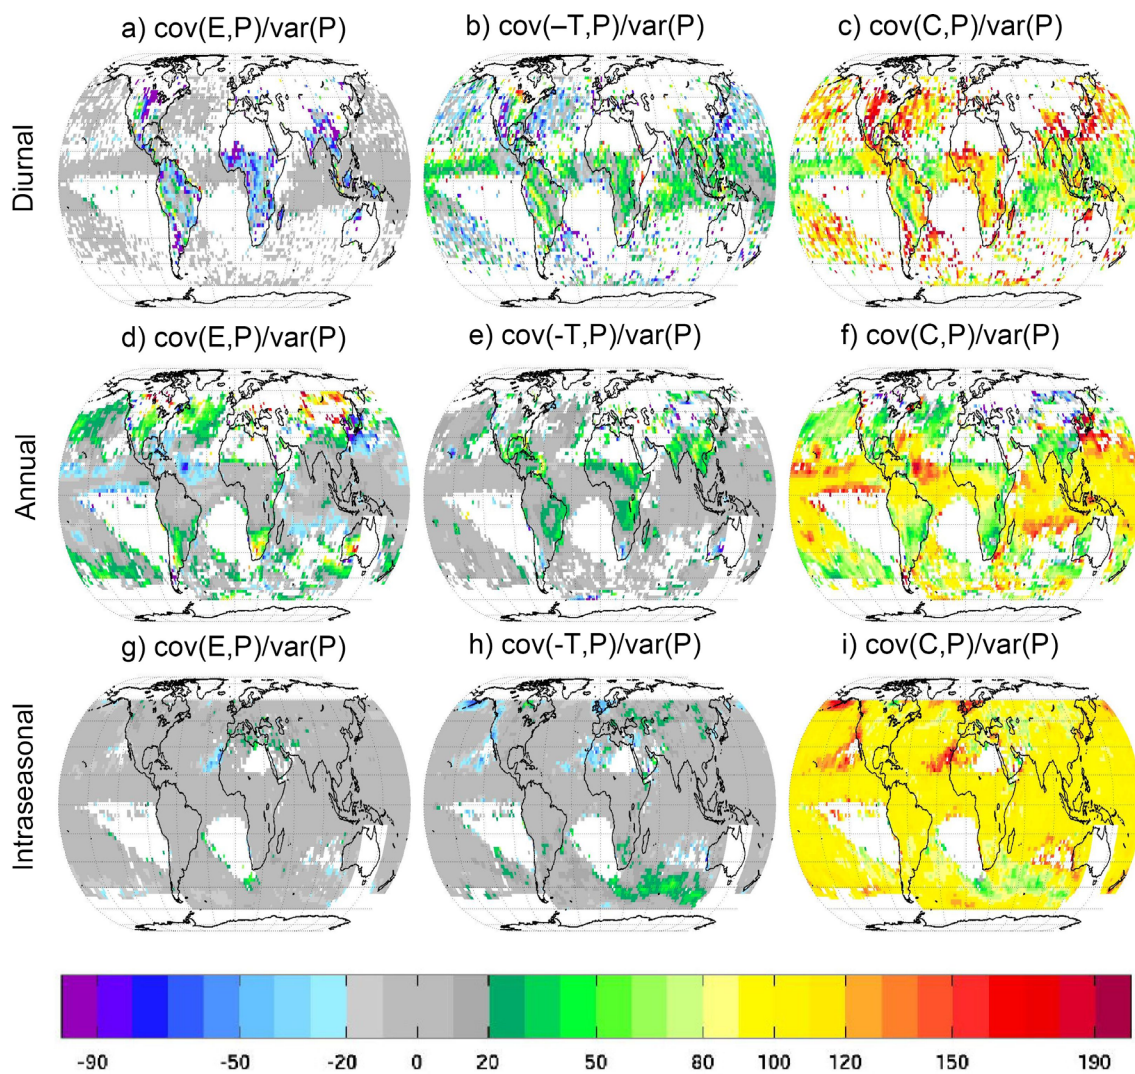 a) cov(E,P)/var(P)
b) cov(–T,P)/var(P)
c) cov(C,P)/var(P)
Diurnal
d) cov(E,P)/var(P)
e) cov(-T,P)/var(P)
f) cov(C,P)/var(P)
Annual
g) cov(E,P)/var(P)
h) cov(-T,P)/var(P)
i) cov(C,P)/var(P)
Intraseasonal
-90 -50 -20 0 20 50 80 100 120 150 190